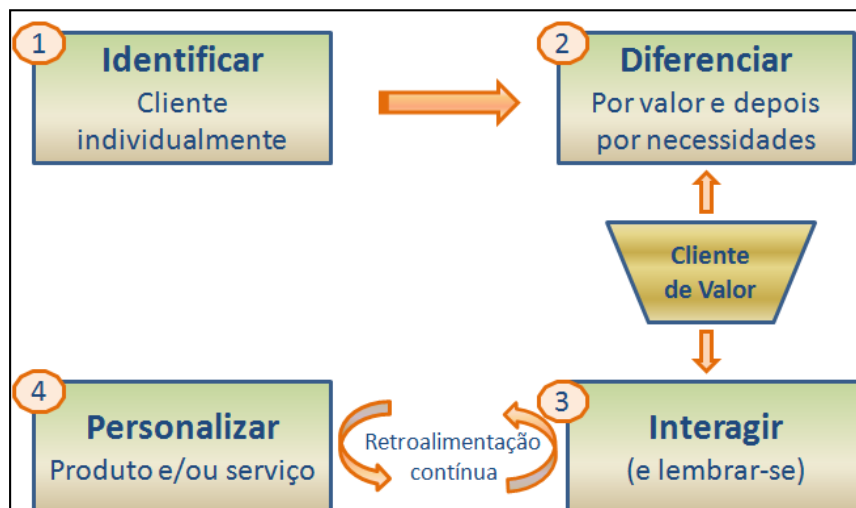 1
Identificar
Cliente
individualmente
2
Diferenciar
Por valor e depois
por necessidades
Cliente
de Valor
3
Interagir
(e lembrar-se)
Retroalimentação
contínua
4
Personalizar
Produto e/ou serviço